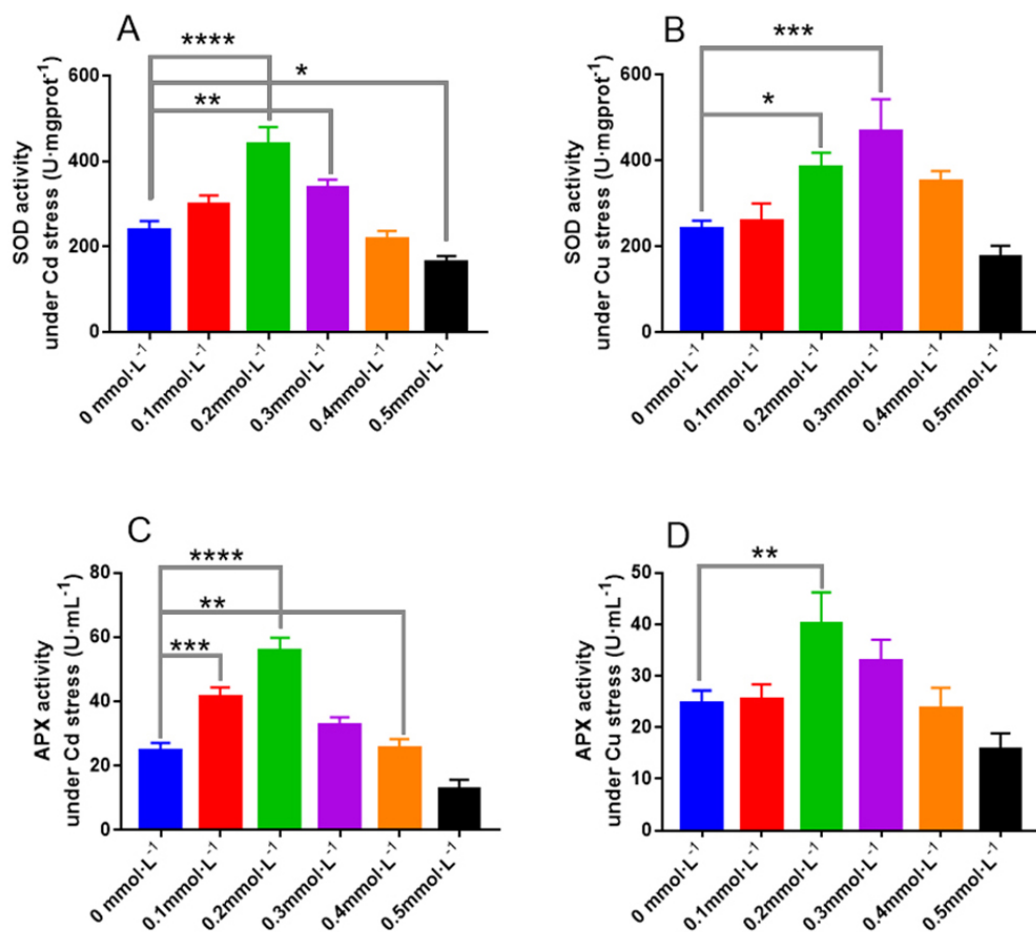 A
****
*
**
SOD activity
under Cd stress (U·mgprot⁻¹)
600
400
200
0
0 mmol·L⁻¹
0.1mmol·L⁻¹
0.2mmol·L⁻¹
0.3mmol·L⁻¹
0.4mmol·L⁻¹
0.5mmol·L⁻¹
B
***
*
SOD activity
under Cu stress (U·mgprot⁻¹)
600
400
200
0
0 mmol·L⁻¹
0.1mmol·L⁻¹
0.2mmol·L⁻¹
0.3mmol·L⁻¹
0.4mmol·L⁻¹
0.5mmol·L⁻¹
C
****
**
***
APX activity
under Cd stress (U·mL⁻¹)
80
60
40
20
0
0 mmol·L⁻¹
0.1mmol·L⁻¹
0.2mmol·L⁻¹
0.3mmol·L⁻¹
0.4mmol·L⁻¹
0.5mmol·L⁻¹
D
**
APX activity
under Cu stress (U·mL⁻¹)
50
40
30
20
10
0
0 mmol·L⁻¹
0.1mmol·L⁻¹
0.2mmol·L⁻¹
0.3mmol·L⁻¹
0.4mmol·L⁻¹
0.5mmol·L⁻¹